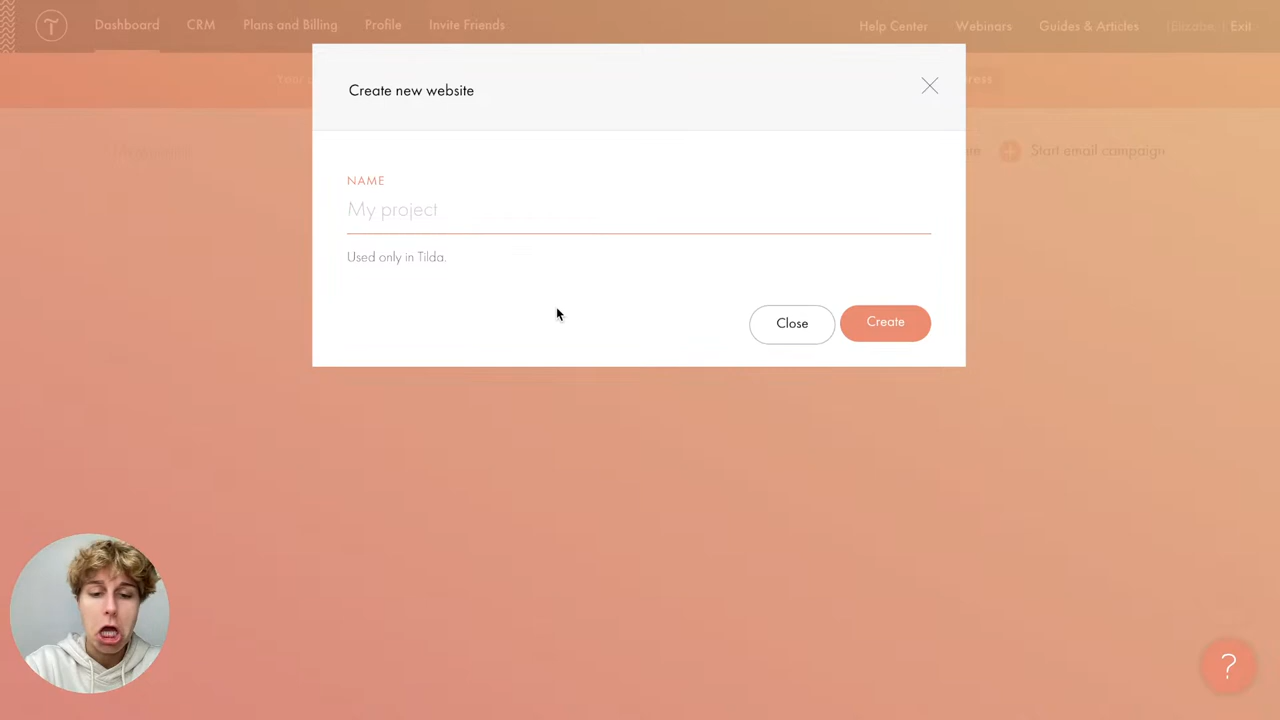 Dashboard CRM Plans and Billing Profile Invite Friends Help Center Webinars Guides & Articles Exit
Create new website
NAME
My project
Used only in Tilda.
Close Create
Start email campaign
?